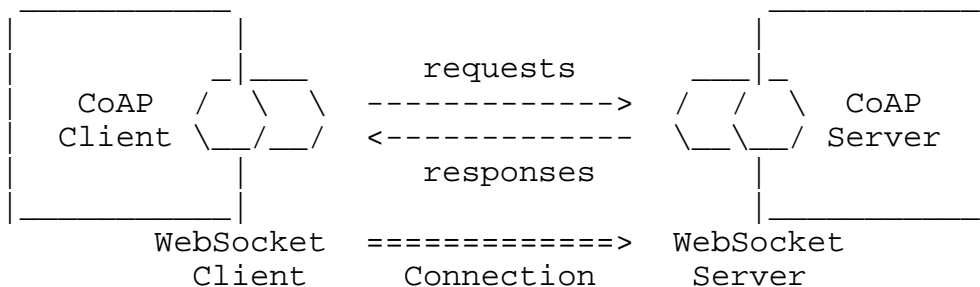 requests
CoAP CoAP
Client Server
responses
WebSocket WebSocket
Client Connection Server